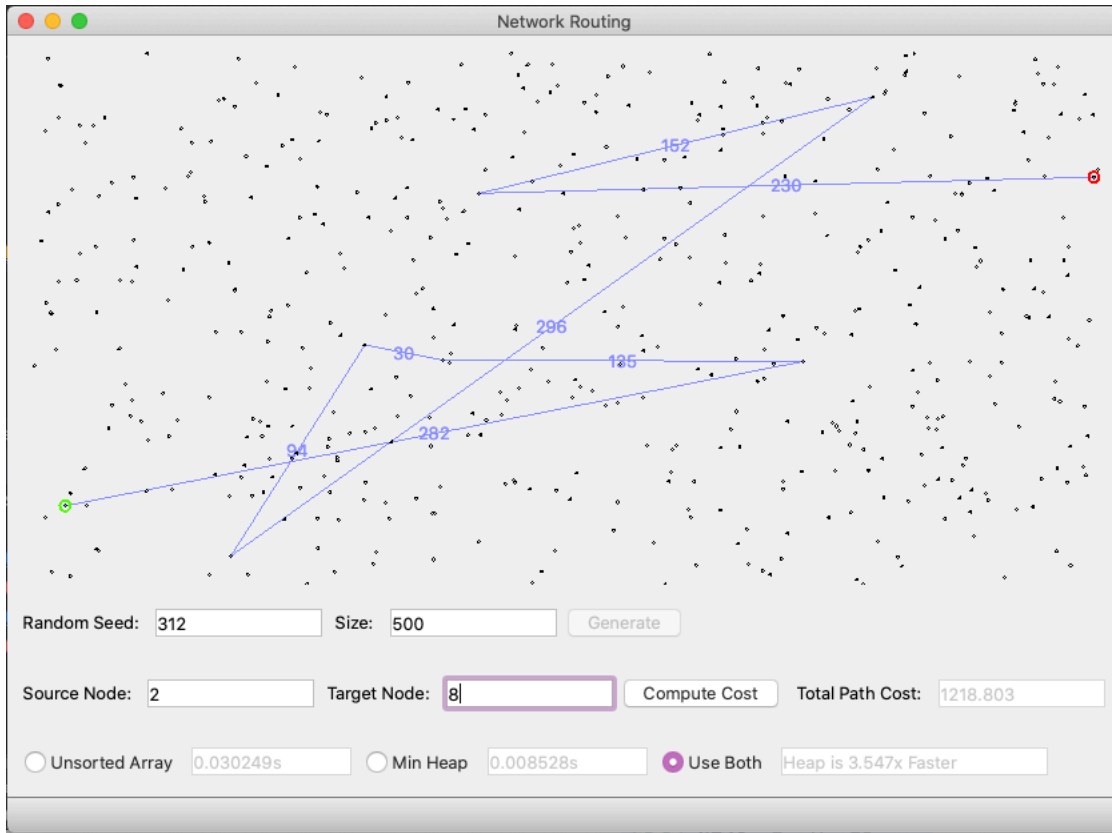 Network Routing
152
230
296
30
135
94
282
Random Seed: 312 Size: 500 Generate
Source Node: 2 Target Node: 8 Compute Cost Total Path Cost: 1218.803
Unsorted Array 0.030249s Min Heap 0.008528s Use Both Heap is 3.547x Faster